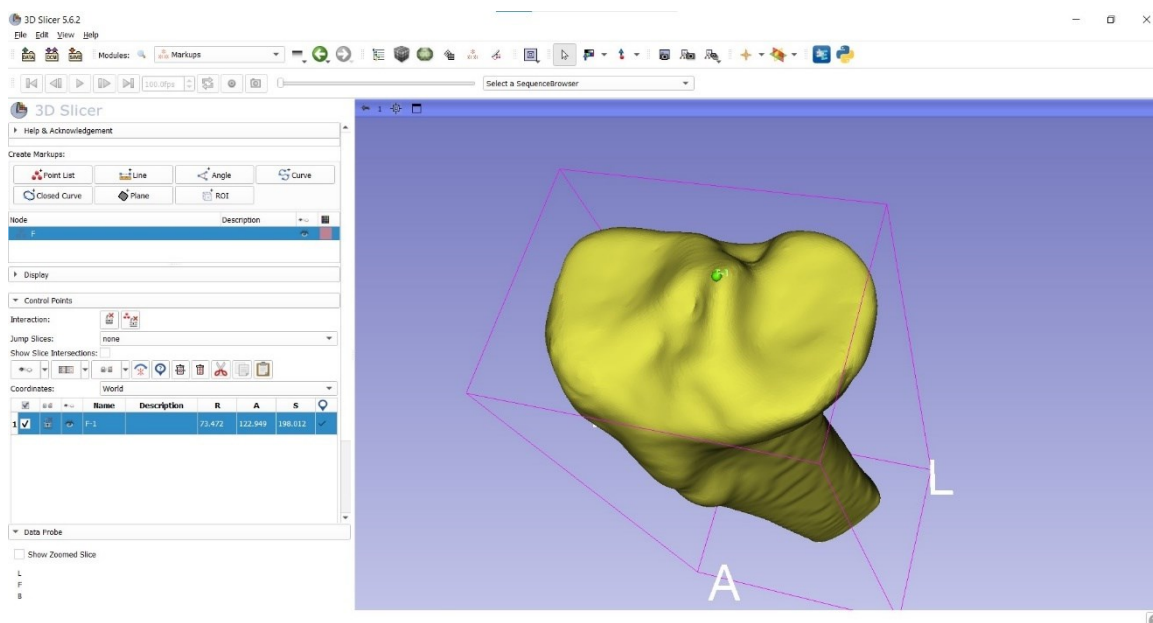 3D Slicer 5.6.2
File Edit View Help
DATA DCM SAVE Modules: Markups
100.0fps Select a SequenceBrowser
3D Slicer
1
Help & Acknowledgement
Create Markups:
Point List Line Angle Curve
Closed Curve Plane ROI
Node Description
F
Display
Control Points
Interaction:
Jump Slices: none
Show Slice Intersections:
Coordinates: World
Name Description R A S
1 F-1 73.472 122.949 198.012
Data Probe
Show Zoomed Slice
L
F
B
L
A